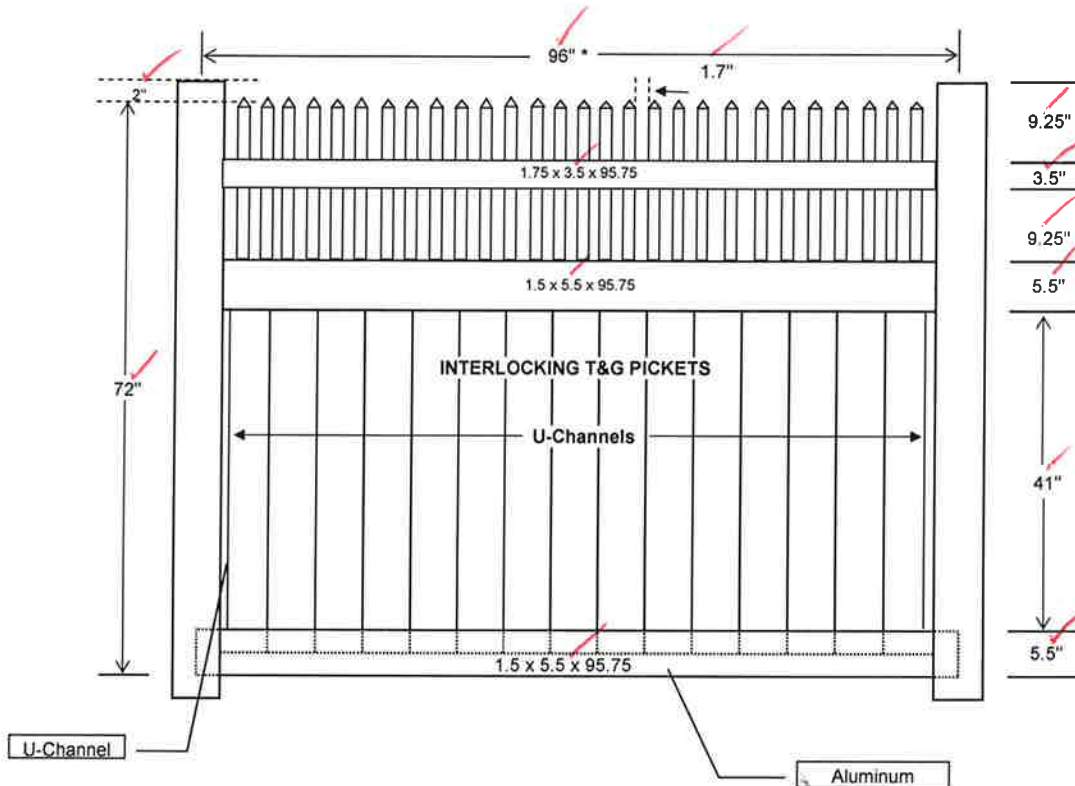 96" *
1.7"
2"
9.25"
1.75 x 3.5 x 95.75
3.5"
9.25"
1.5 x 5.5 x 95.75
5.5"
INTERLOCKING T&G PICKETS
72"
U-Channels
41"
1.5 x 5.5 x 95.75
5.5"
U-Channel
Aluminum